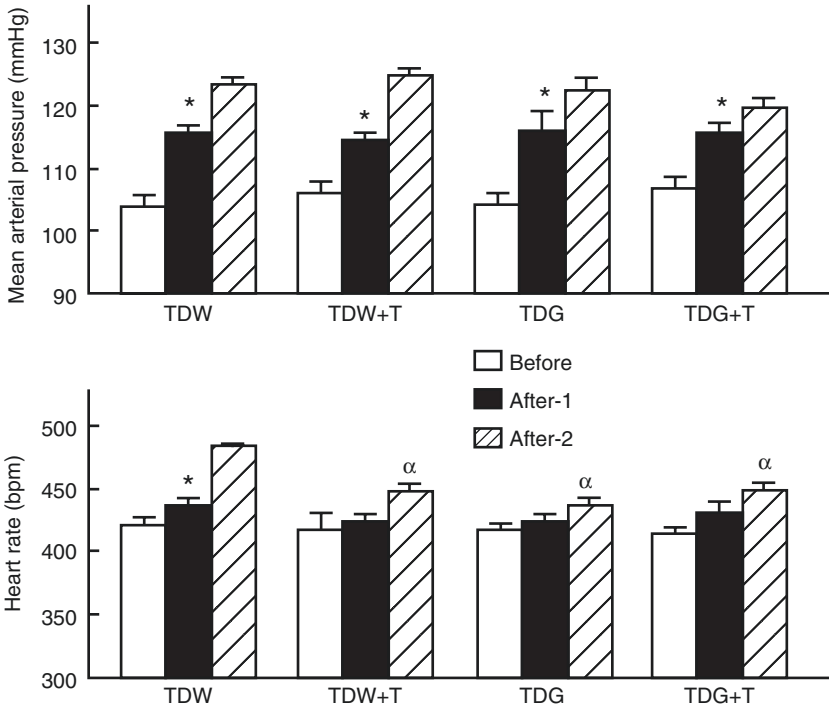 Mean arterial pressure (mmHg)
130
120
110
100
90
*
*
*
*
TDW
TDW+T
TDG
TDG+T
Before
After-1
After-2
Heart rate (bpm)
500
450
400
350
300
*
α
α
α
TDW
TDW+T
TDG
TDG+T